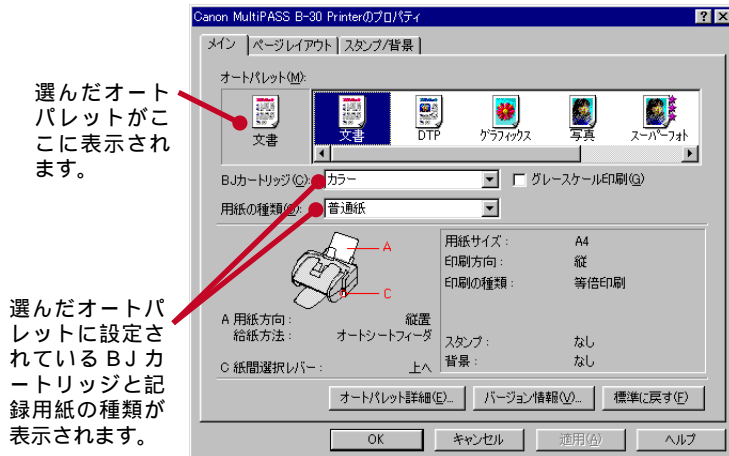 Canon MultiPASS B-30 Printerのプロパティ
メイン ページレイアウト スタンプ/背景
オートパレット(M):
選んだオート
パレットがこ
こに表示され
ます。
文書
文書 DTP グラフィックス 写真 スーパーフォト
BJカートリッジ(C): カラー グレースケール印刷(G)
用紙の種類 普通紙
A
C
用紙サイズ: A4
印刷方向: 縦
印刷の種類: 等倍印刷
A 用紙方向: 縦置
給紙方法: オートシートフィーダ
スタンプ: なし
背景: なし
C 紙間選択レバー: 上へ
選んだオートパ
レットに設定さ
れているBJカ
ートリッジと記
録用紙の種類が
表示されます。
オートパレット詳細(E)... バージョン情報(V)... 標準に戻す(F)
OK キャンセル 適用(A) ヘルプ